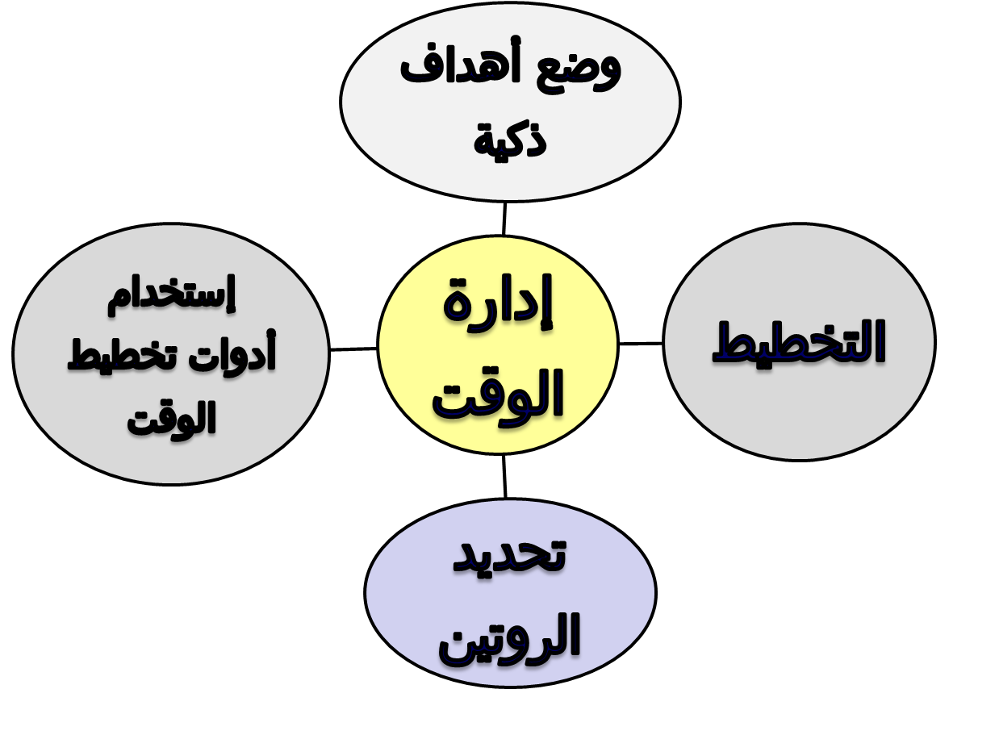 وضع أهداف
ذكية
إدارة
الوقت
التخطيط
إستخدام
أدوات تخطيط
الوقت
تحديد
الروتين